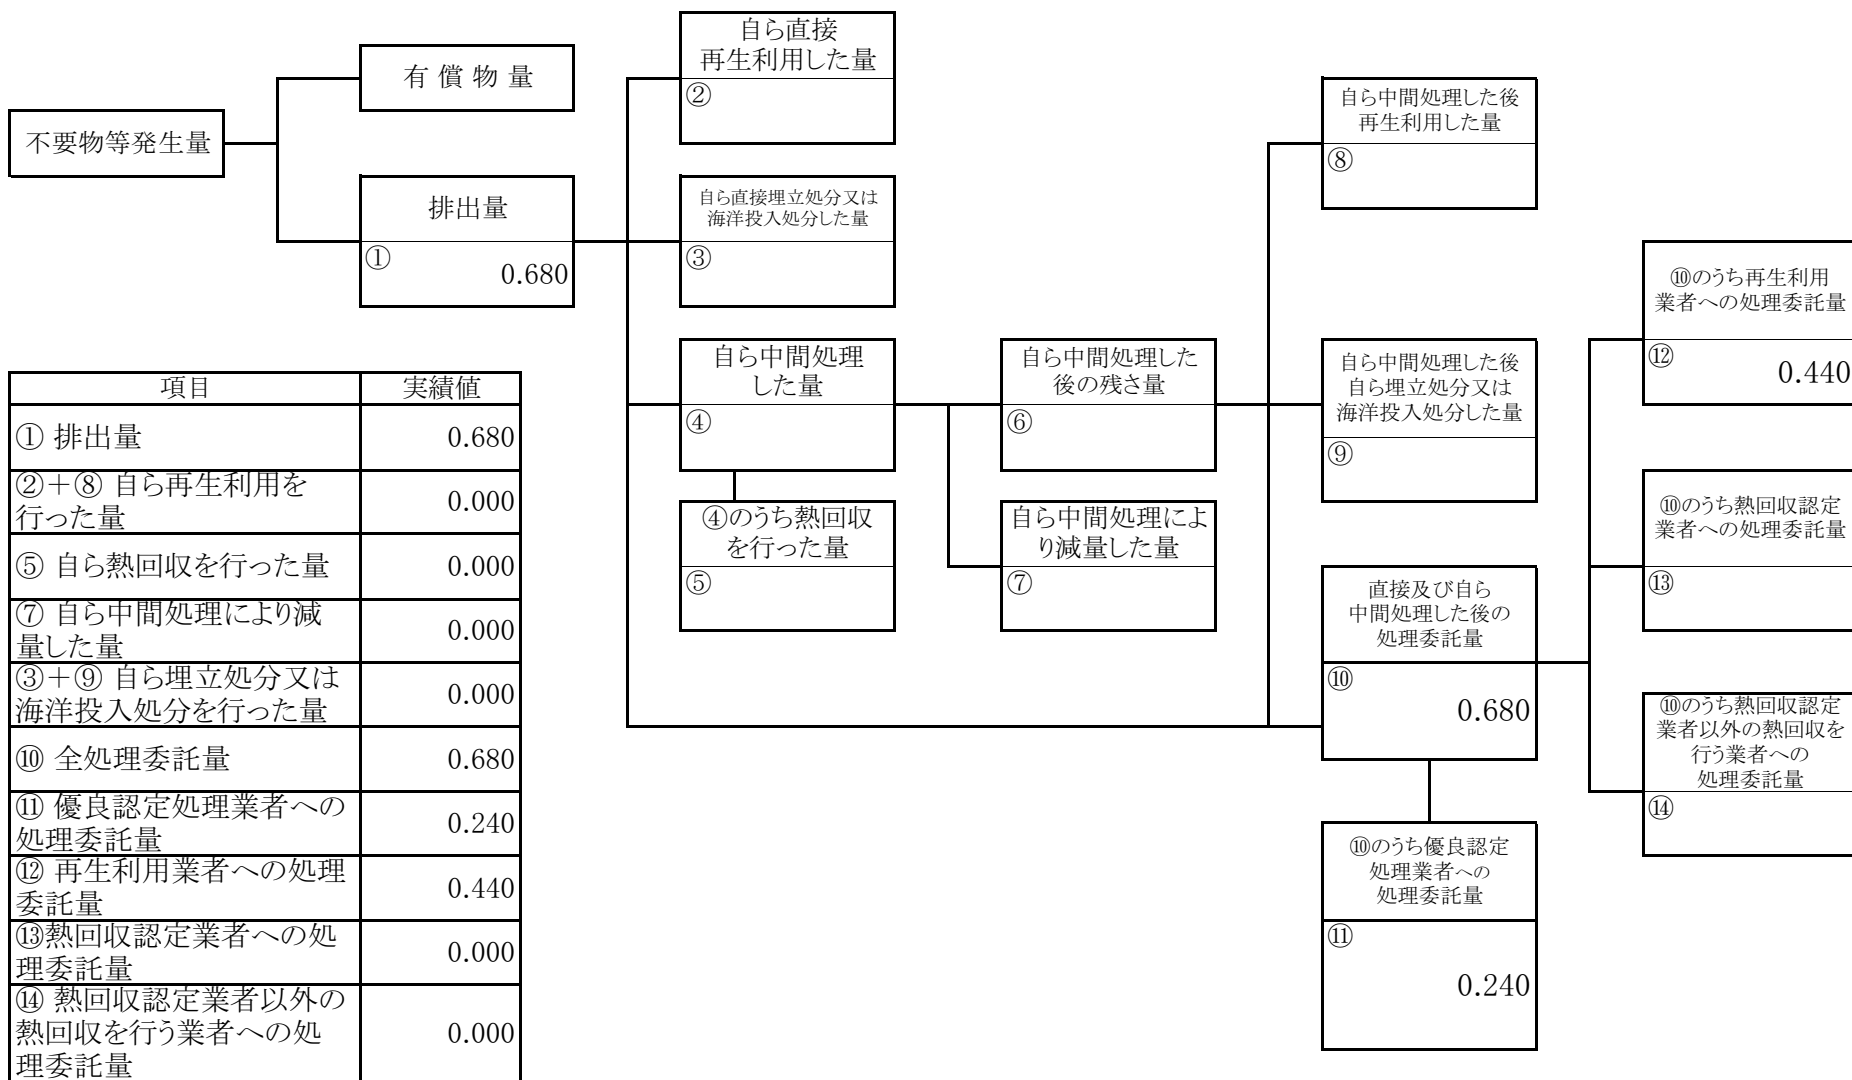 不要物等発生量
有償物量
排出量
①
0.680
自ら直接
再生利用した量
②
自ら直接埋立処分又は
海洋投入処分した量
③
自ら中間処理
した量
④
④のうち熱回収
を行った量
⑤
自ら中間処理した
後の残さ量
⑥
自ら中間処理によ
り減量した量
⑦
自ら中間処理した後
再生利用した量
⑧
自ら中間処理した後
自ら埋立処分又は
海洋投入処分した量
⑨
直接及び自ら
中間処理した後の
処理委託量
⑩
0.680
⑩のうち優良認定
処理業者への
処理委託量
⑪
0.240
⑩のうち再生利用
業者への処理委託量
⑫
0.440
⑩のうち熱回収認定
業者への処理委託量
⑬
⑩のうち熱回収認定
業者以外の熱回収を
行う業者への
処理委託量
⑭
項目 実績値
① 排出量 0.680
②＋⑧ 自ら再生利用を
行った量 0.000
⑤ 自ら熱回収を行った量 0.000
⑦ 自ら中間処理により減
量した量 0.000
③＋⑨ 自ら埋立処分又は
海洋投入処分を行った量 0.000
⑩ 全処理委託量 0.680
⑪ 優良認定処理業者への
処理委託量 0.240
⑫ 再生利用業者への処理
委託量 0.440
⑬熱回収認定業者への処
理委託量 0.000
⑭ 熱回収認定業者以外の
熱回収を行う業者への処
理委託量 0.000